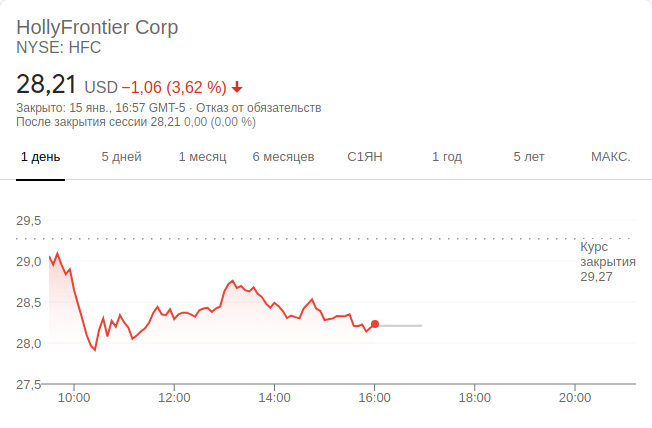 HollyFrontier Corp
NYSE: HFC
28,21 USD −1,06 (3,62 %)
Закрыто: 15 янв., 16:57 GMT-5 · Отказ от обязательств
После закрытия сессии 28,21 0,00 (0,00 %)
1 день 5 дней 1 месяц 6 месяцев С1ЯН 1 год 5 лет МАКС.
29,5
Курс
закрытия
29,27
29,0
28,5
28,0
27,5
10:00 12:00 14:00 16:00 18:00 20:00